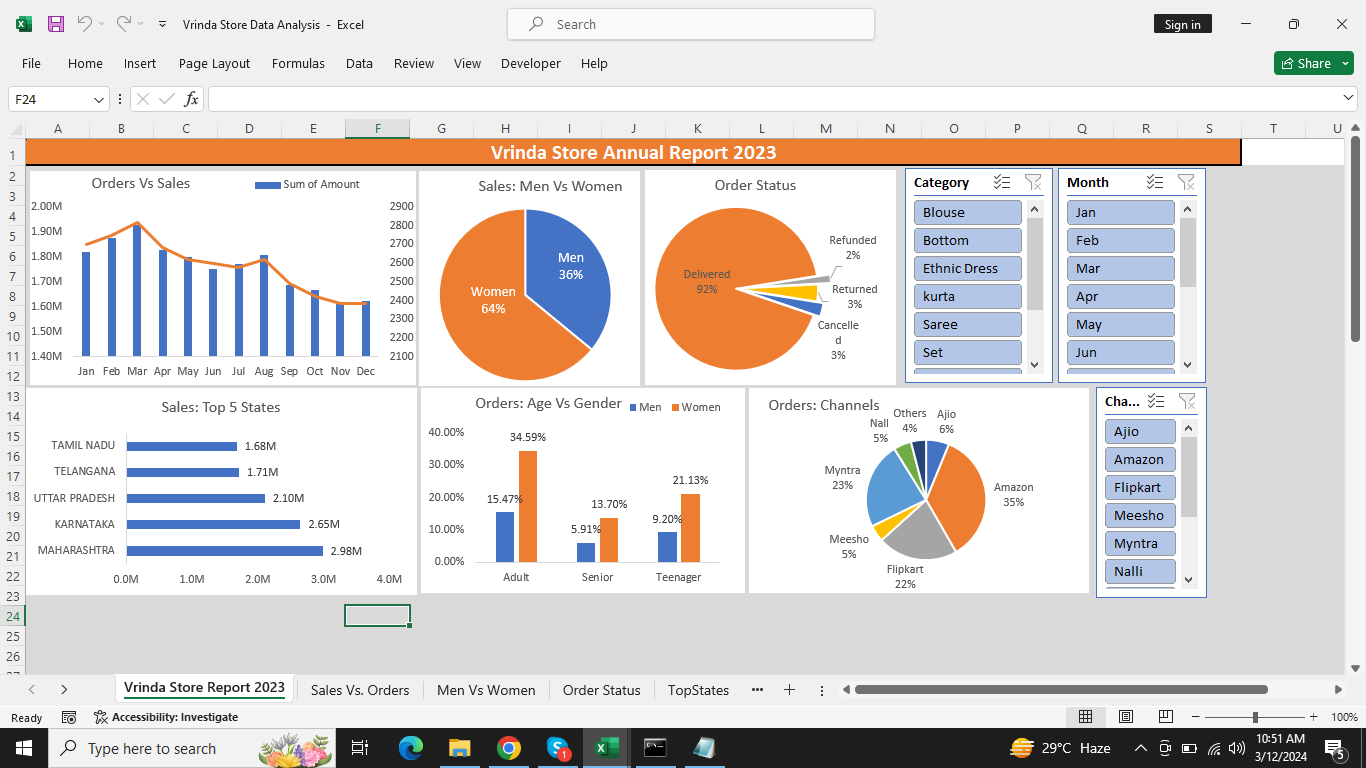 Vrinda Store Data Analysis - Excel
Search
Sign in
File Home Insert Page Layout Formulas Data Review View Developer Help
Share
F24
fx
A B C D E F G H I J K L M N O P Q R S T U
1
2
3
4
5
6
7
8
9
10
11
12
13
14
15
16
17
18
19
20
21
22
23
24
25
26
Vrinda Store Annual Report 2023
Orders Vs Sales
Sum of Amount
2.00M
1.90M
1.80M
1.70M
1.60M
1.50M
1.40M
2900
2800
2700
2600
2500
2400
2300
2200
2100
Jan Feb Mar Apr May Jun Jul Aug Sep Oct Nov Dec
Sales: Men Vs Women
Men
36%
Women
64%
Order Status
Delivered
92%
Refunded
2%
Returned
3%
Cancelle
d
3%
Category
Blouse
Bottom
Ethnic Dress
kurta
Saree
Set
Month
Jan
Feb
Mar
Apr
May
Jun
Sales: Top 5 States
TAMIL NADU 1.68M
TELANGANA 1.71M
UTTAR PRADESH 2.10M
KARNATAKA 2.65M
MAHARASHTRA 2.98M
0.0M 1.0M 2.0M 3.0M 4.0M
Orders: Age Vs Gender
Men Women
40.00%
30.00%
20.00%
10.00%
0.00%
15.47%
34.59%
5.91%
13.70%
9.20%
21.13%
Adult Senior Teenager
Orders: Channels
Others
4%
Ajio
6%
Nall
5%
Myntra
23%
Amazon
35%
Meesho
5%
Flipkart
22%
Cha...
Ajio
Amazon
Flipkart
Meesho
Myntra
Nalli
Vrinda Store Report 2023 Sales Vs. Orders Men Vs Women Order Status TopStates ...
Ready
Accessibility: Investigate
100%
Type here to search
S
1
29°C Haze
10:51 AM
3/12/2024
5